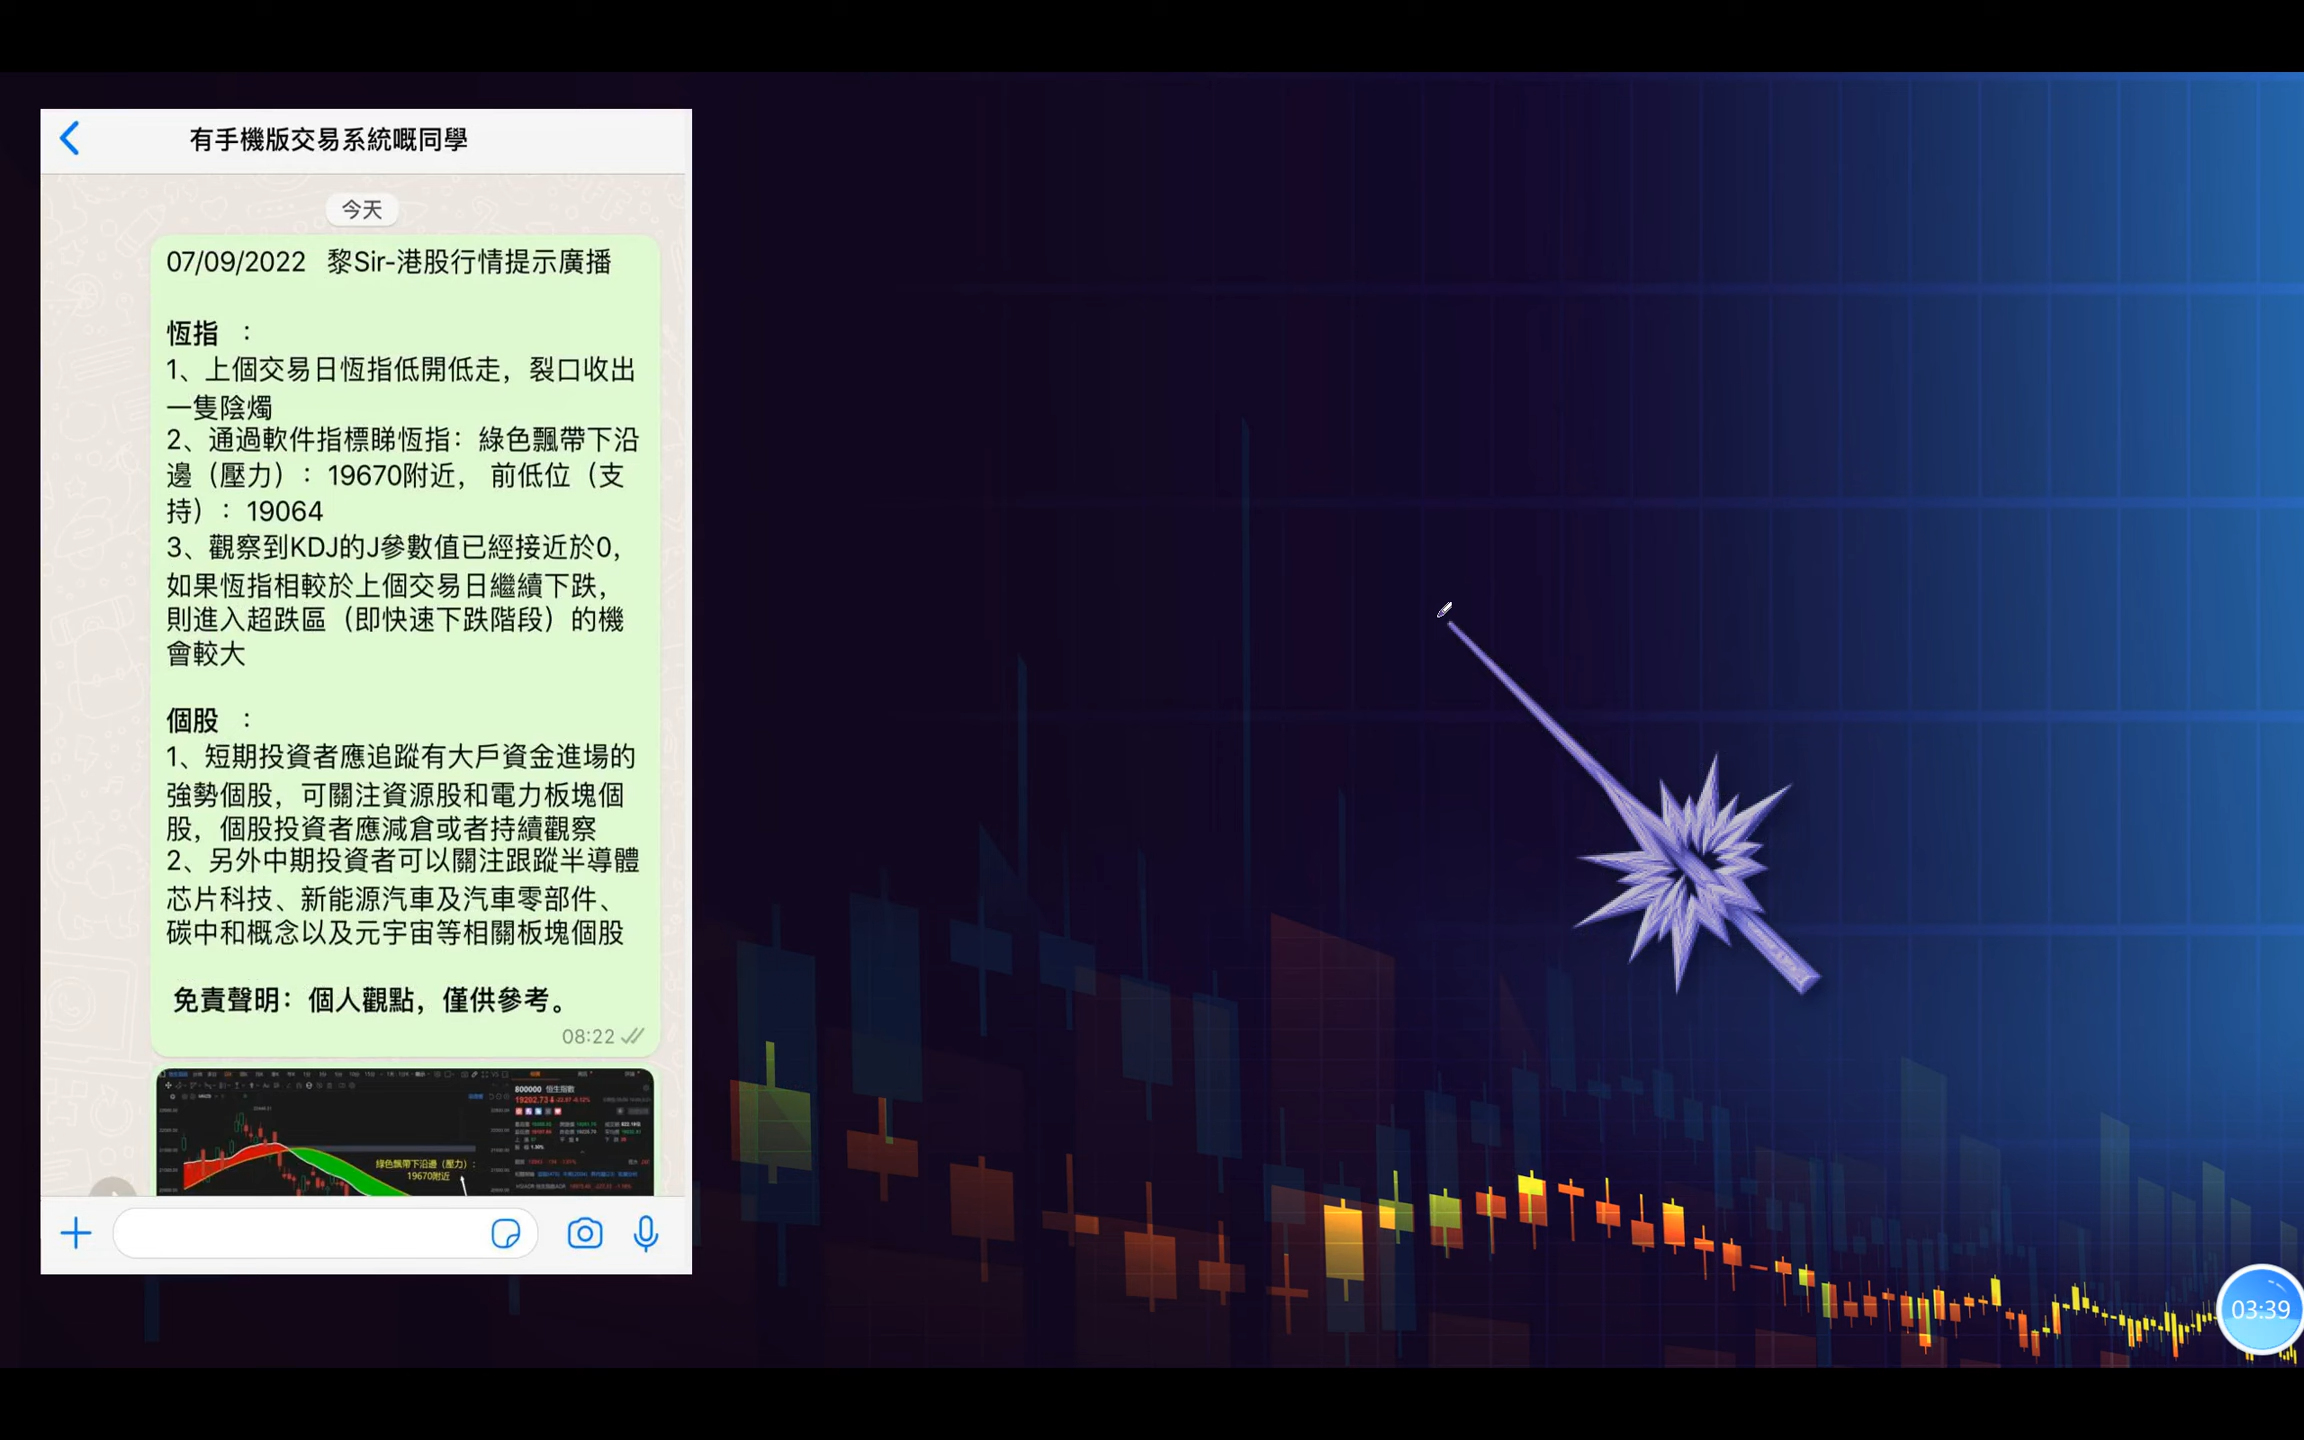 有手機版交易系統嘅同學
今天
07/09/2022 黎Sir-港股行情提示廣播
恆指 ：
1、上個交易日恆指低開低走，裂口收出
一隻陰燭
2、通過軟件指標睇恆指：綠色飄帶下沿
邊（壓力）：19670附近， 前低位（支
持）：19064
3、觀察到KDJ的J參數值已經接近於0，
如果恆指相較於上個交易日繼續下跌，
則進入超跌區（即快速下跌階段）的機
會較大
個股 ：
1、短期投資者應追蹤有大戶資金進場的
強勢個股，可關注資源股和電力板塊個
股，個股投資者應減倉或者持續觀察
2、另外中期投資者可以關注跟蹤半導體
芯片科技、新能源汽車及汽車零部件、
碳中和概念以及元宇宙等相關板塊個股
免責聲明：個人觀點，僅供參考。
08:22
800000 恆生指數
綠色飄帶下沿邊（壓力）：
19670附近
03:39